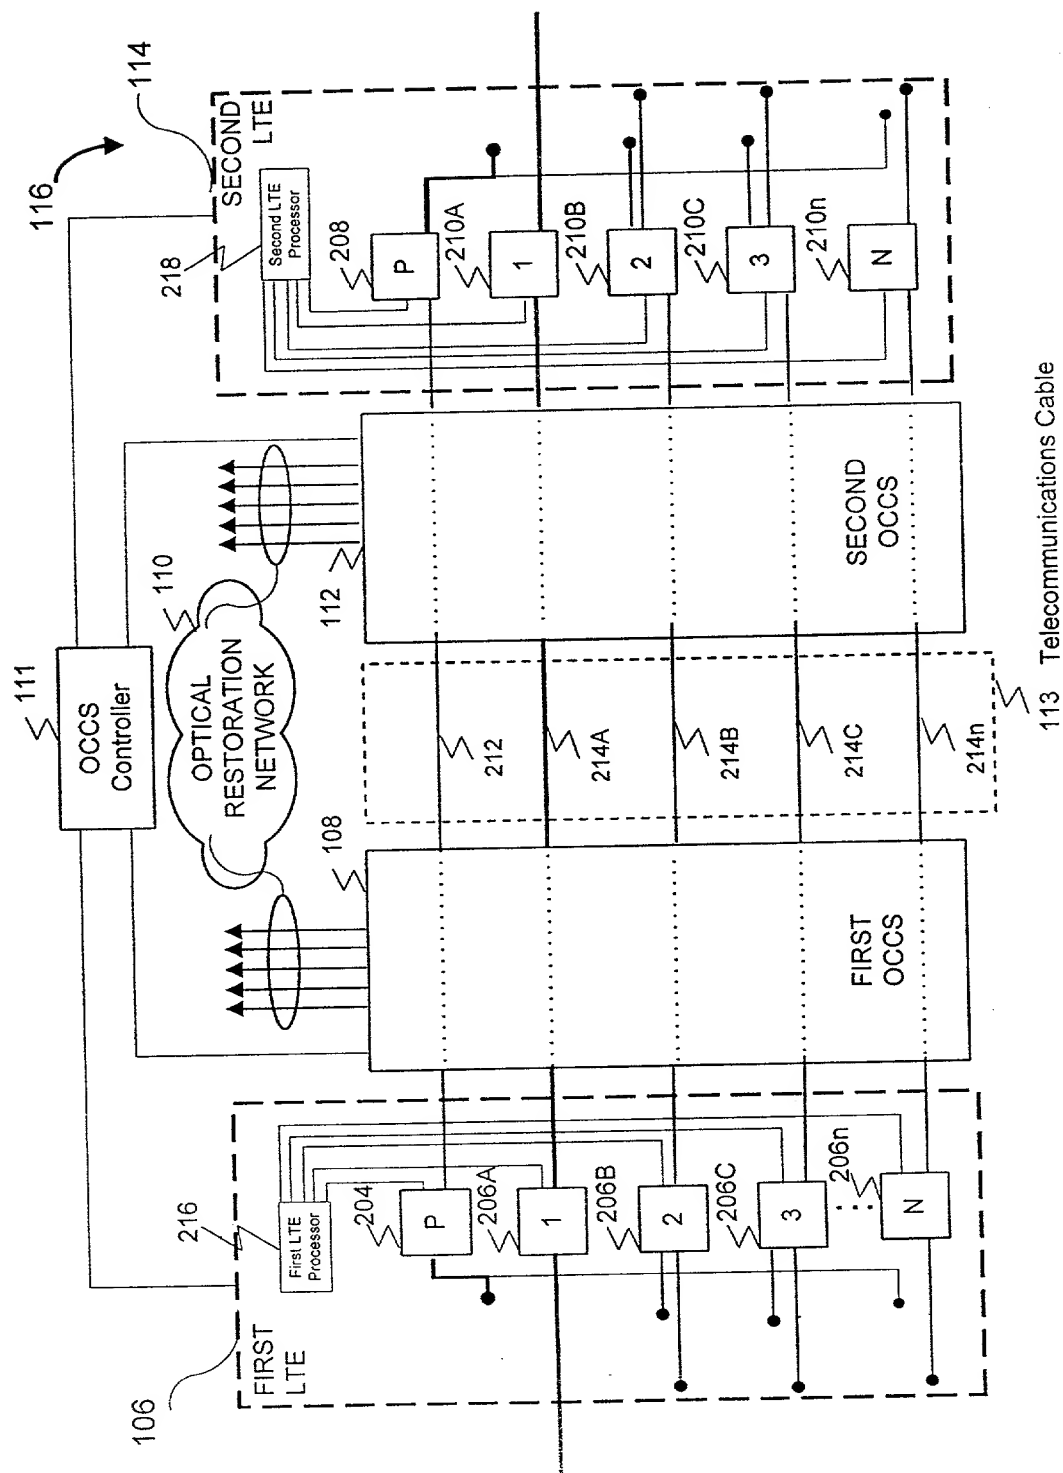 116
114
111
OCCS
Controller
106
FIRST
LTE
216
First LTE
Processor
204
P
206A
1
206B
2
206C
3
206n
N
108
FIRST
OCCS
110
OPTICAL
RESTORATION
NETWORK
212
214A
214B
214C
214n
113 Telecommunications Cable
112
SECOND
OCCS
SECOND
LTE
218
Second LTE
Processor
208
P
210A
1
210B
2
210C
3
210n
N